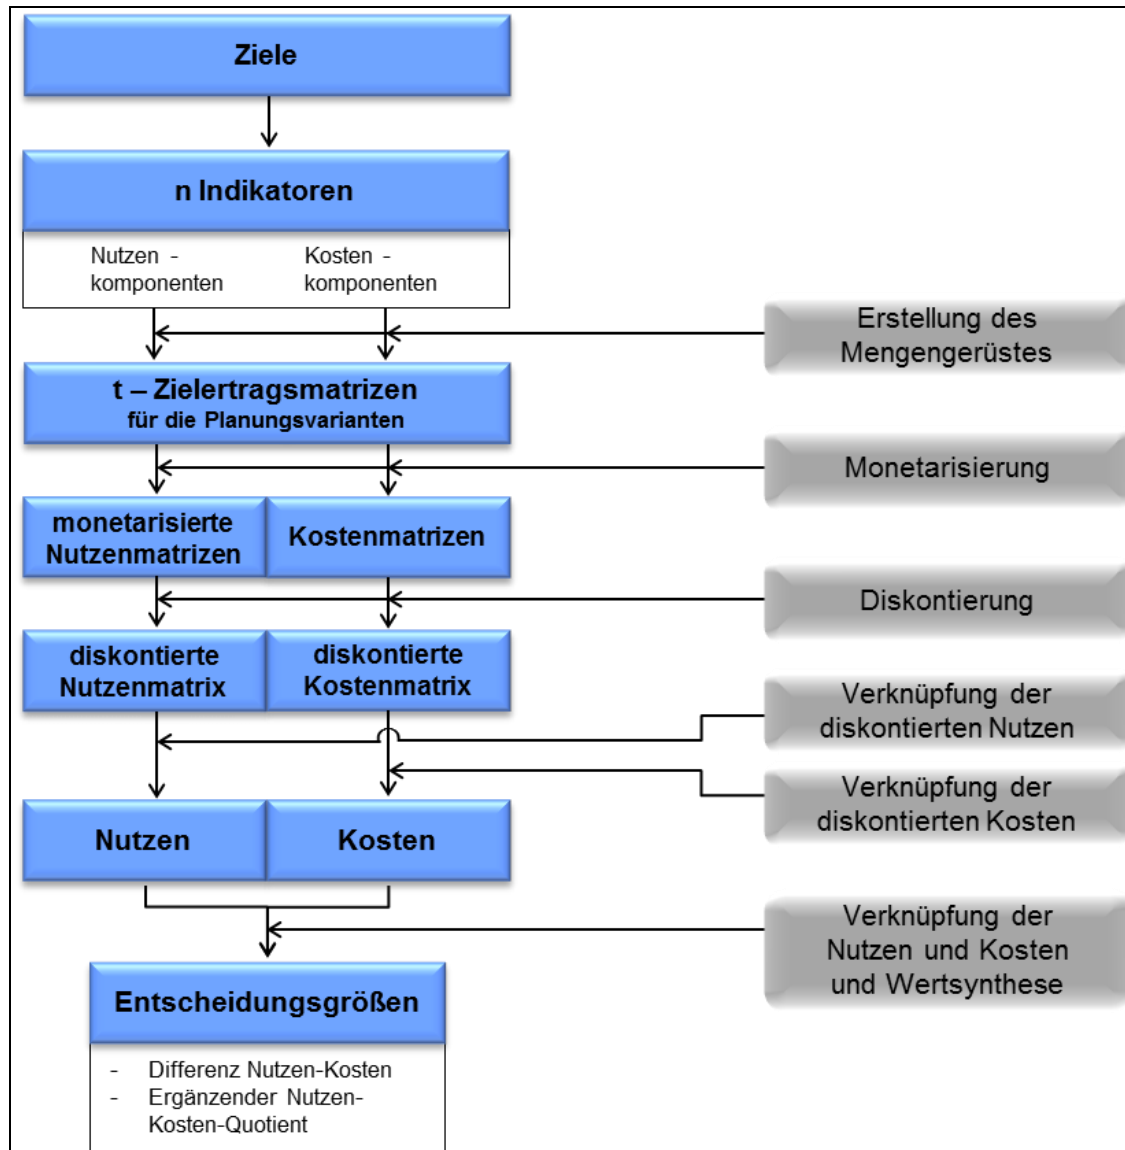 Ziele
n Indikatoren
Nutzen -
komponenten
Kosten -
komponenten
Erstellung des
Mengengerüstes
t – Zielertragsmatrizen
für die Planungsvarianten
Monetarisierung
monetarisierte
Nutzenmatrizen
Kostenmatrizen
Diskontierung
diskontierte
Nutzenmatrix
diskontierte
Kostenmatrix
Verknüpfung der
diskontierten Nutzen
Verknüpfung der
diskontierten Kosten
Nutzen
Kosten
Verknüpfung der
Nutzen und Kosten
und Wertsynthese
Entscheidungsgrößen
- Differenz Nutzen-Kosten
- Ergänzender Nutzen-
Kosten-Quotient